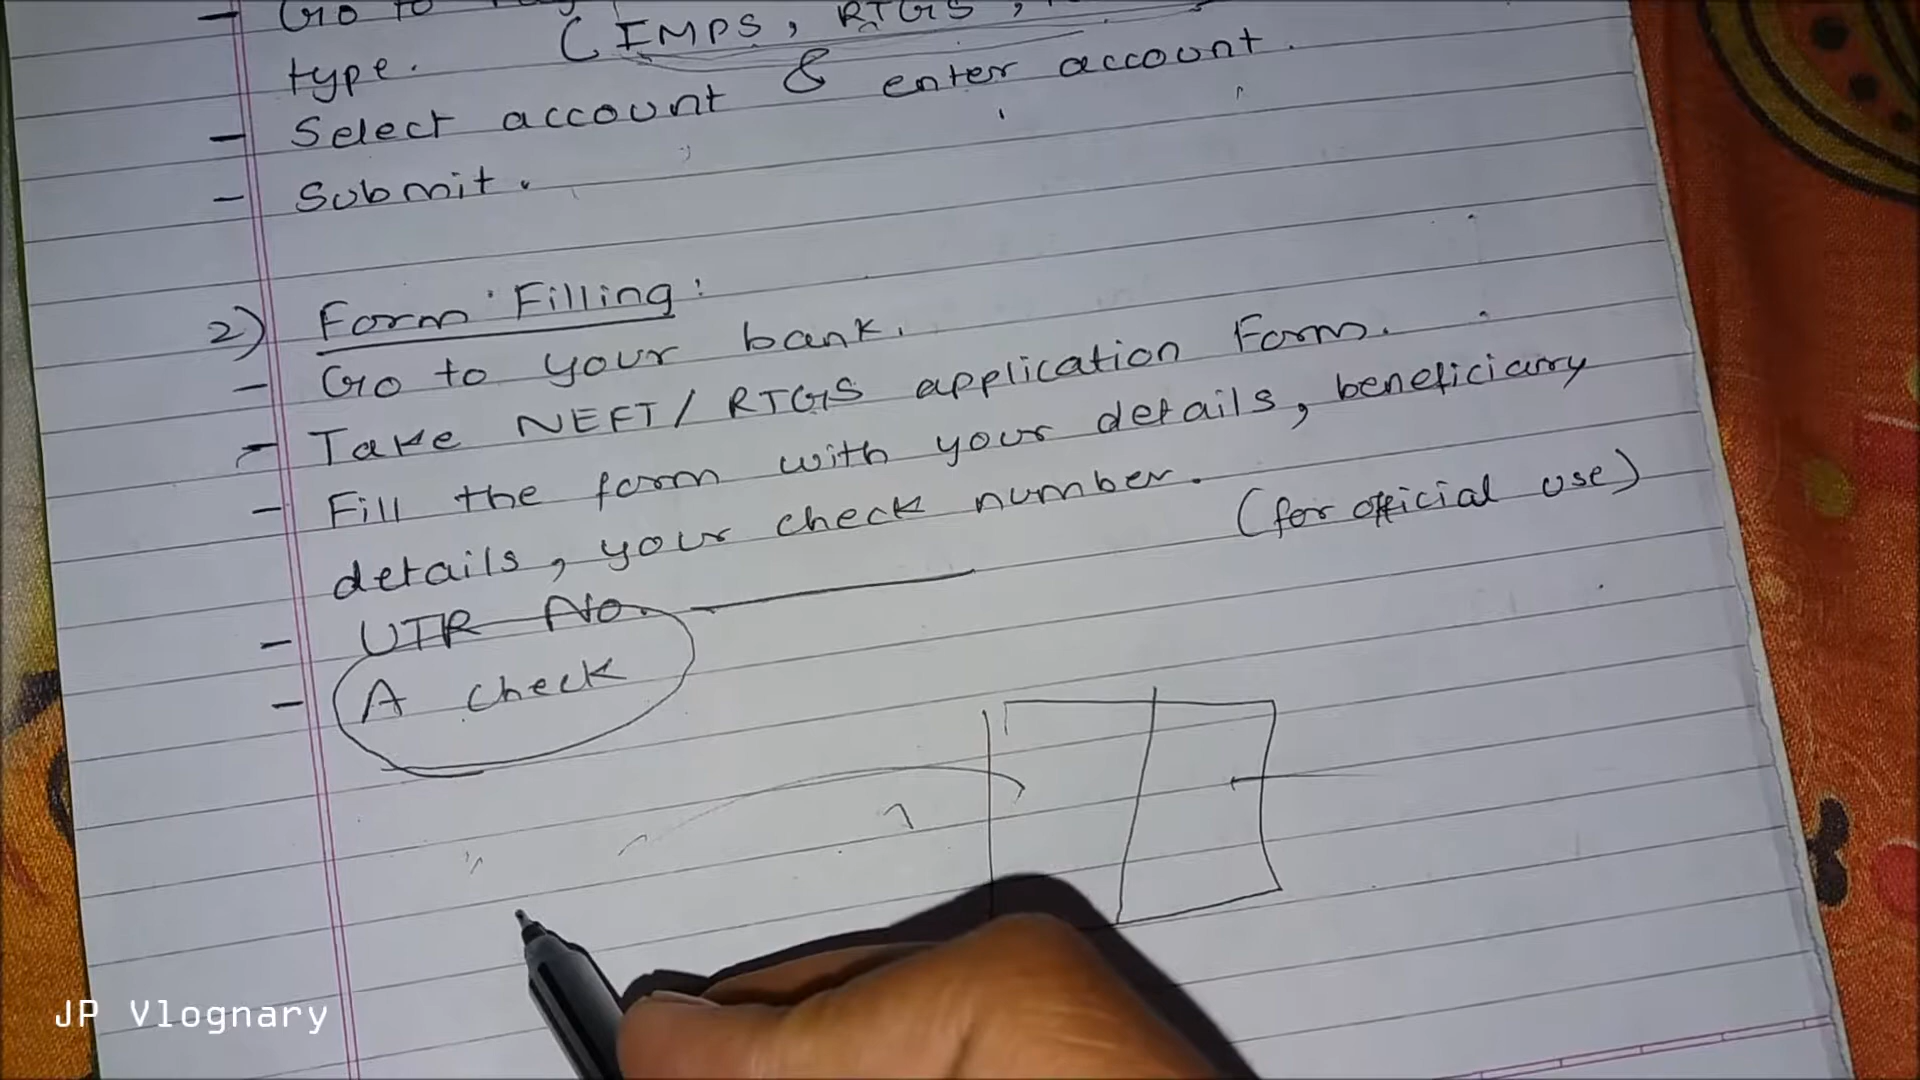 - Go to
type. (IMPS, RTGS,
- Select account & enter account.
- Submit.
2) Form Filling:
- Go to your bank.
- Take NEFT/ RTGS application Form.
- Fill the form with your details, beneficiary
details, your check number.
- UTR No. (for official use)
- A check
JP Vlognary